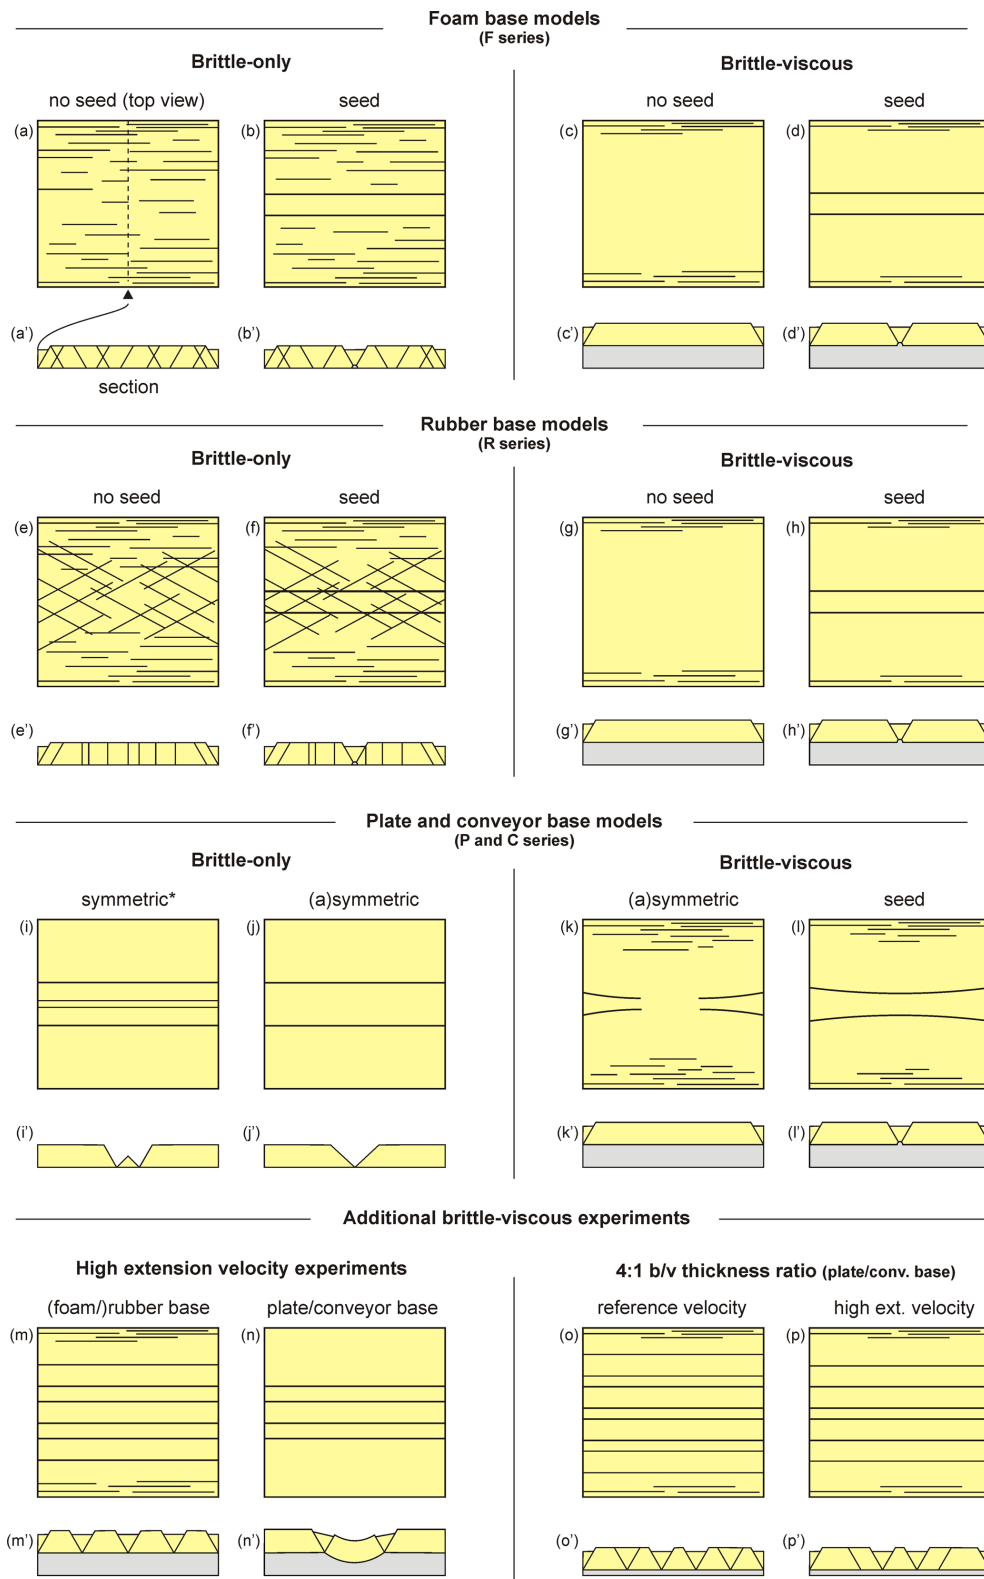 Foam base models
(F series)
Brittle-only
Brittle-viscous
no seed (top view)
seed
no seed
seed
(a)
(b)
(c)
(d)
(a')
(b')
(c')
(d')
section
Rubber base models
(R series)
Brittle-only
Brittle-viscous
no seed
seed
no seed
seed
(e)
(f)
(g)
(h)
(e')
(f')
(g')
(h')
Plate and conveyor base models
(P and C series)
Brittle-only
Brittle-viscous
symmetric*
(a)symmetric
(a)symmetric
seed
(i)
(j)
(k)
(l)
(i')
(j')
(k')
(l')
Additional brittle-viscous experiments
High extension velocity experiments
4:1 b/v thickness ratio (plate/conv. base)
(foam/)rubber base
plate/conveyor base
reference velocity
high ext. velocity
(m)
(n)
(o)
(p)
(m')
(n')
(o')
(p')